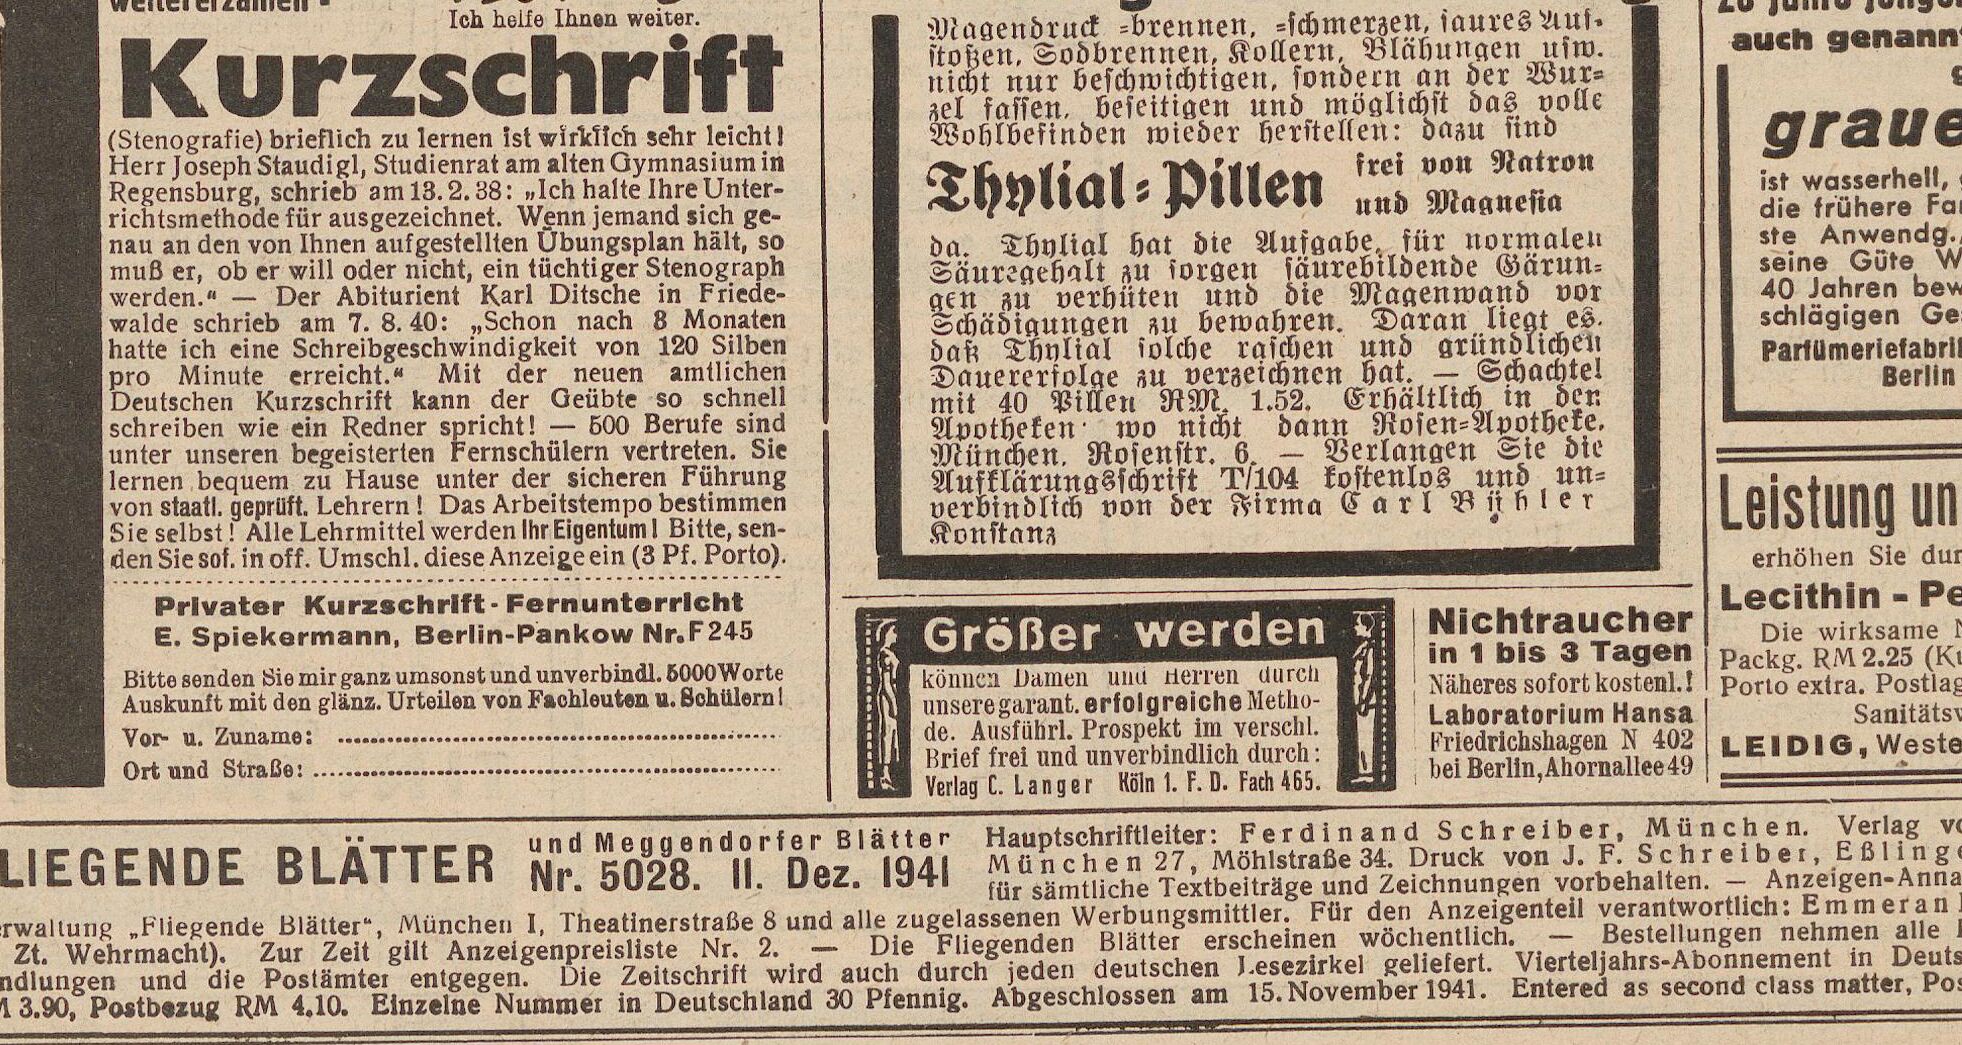 Ich helfe Ihnen weiter.
Kurzschrift
(Stenografie) brieflich zu lernen ist wirklich sehr leicht!
Herr Joseph Staudigl, Studienrat am alten Gymnasium in
Regensburg, schrieb am 13. 2. 38: „Ich halte Ihre Unter-
richtsmethode für ausgezeichnet. Wenn jemand sich ge-
nau an den von Ihnen aufgestellten Übungsplan hält, so
muß er, ob er will oder nicht, ein tüchtiger Stenograph
werden.“ — Der Abiturient Karl Ditsche in Friede-
walde schrieb am 7. 8. 40: „Schon nach 8 Monaten
hatte ich eine Schreibgeschwindigkeit von 120 Silben
pro Minute erreicht.“ Mit der neuen amtlichen
Deutschen Kurzschrift kann der Geübte so schnell
schreiben wie ein Redner spricht! — 500 Berufe sind
unter unseren begeisterten Fernschülern vertreten. Sie
lernen bequem zu Hause unter der sicheren Führung
von staatl. geprüft. Lehrern! Das Arbeitstempo bestimmen
Sie selbst! Alle Lehrmittel werden Ihr Eigentum! Bitte, sen-
den Sie sof. in off. Umschl. diese Anzeige ein (3 Pf. Porto).
Privater Kurzschrift-Fernunterricht
E. Spiekermann, Berlin-Pankow Nr. F 245
Bitte senden Sie mir ganz umsonst und unverbindl. 5000 Worte
Auskunft mit den glänz. Urteilen von Fachleuten u. Schülern!
Vor- u. Zuname:
Ort und Straße:
Magendruck =brennen, =schmerzen, saures Auf-
stoßen, Sodbrennen, Kollern, Blähungen usw.
nicht nur beschwichtigen, sondern an der Wur=
zel fassen, beseitigen und möglichst das volle
Wohlbefinden wieder herstellen: dazu sind
Thylial=Pillen frei von Natron
und Magnesia
da. Thylial hat die Aufgabe, für normalen
Säuregehalt zu sorgen säurebildende Gärun=
gen zu verhüten und die Magenwand vor
Schädigungen zu bewahren. Daran liegt es,
daß Thylial solche raschen und gründlichen
Dauererfolge zu verzeichnen hat. — Schachtel
mit 40 Pillen RM. 1.52. Erhältlich in den
Apotheken wo nicht dann Rosen=Apotheke,
München, Rosenstr. 6. — Verlangen Sie die
Aufklärungsschrift T/104 kostenlos und un=
verbindlich von der Firma Carl Bühler
Konstanz
Größer werden
können Damen und Herren durch
unsere garant. erfolgreiche Metho-
de. Ausführl. Prospekt im verschl.
Brief frei und unverbindlich durch:
Verlag C. Langer Köln 1. F. D. Fach 465.
Nichtraucher
in 1 bis 3 Tagen
Näheres sofort kostenl.!
Laboratorium Hansa
Friedrichshagen N 402
bei Berlin, Ahornallee 49
auch genann
graue
ist wasserhell,
die frühere Fa
ste Anwendg.
seine Güte W
40 Jahren bew
schlägigen Ge
Parfümeriefabri
Berlin
Leistung un
erhöhen Sie dur
Lecithin - Pe
Die wirksame
Packg. RM 2.25 (Ku
Porto extra. Postlag
Sanitäts
LEIDIG, Weste
LIEGENDE BLÄTTER
und Meggendorfer Blätter
Nr. 5028. 11. Dez. 1941
Hauptschriftleiter: Ferdinand Schreiber, München. Verlag vo
München 27, Möhlstraße 34. Druck von J. F. Schreiber, Eßlinge
für sämtliche Textbeiträge und Zeichnungen vorbehalten. — Anzeigen-Anna
erwaltung „Fliegende Blätter“, München I, Theatinerstraße 8 und alle zugelassenen Werbungsmittler. Für den Anzeigenteil verantwortlich: Emmeran
Zt. Wehrmacht). Zur Zeit gilt Anzeigenpreisliste Nr. 2. — Die Fliegenden Blätter erscheinen wöchentlich. — Bestellungen nehmen alle
ndlungen und die Postämter entgegen. Die Zeitschrift wird auch durch jeden deutschen Lesezirkel geliefert. Vierteljahrs-Abonnement in Deuts
M 3.90, Postbezug RM 4.10. Einzelne Nummer in Deutschland 30 Pfennig. Abgeschlossen am 15. November 1941. Entered as second class matter, Pos